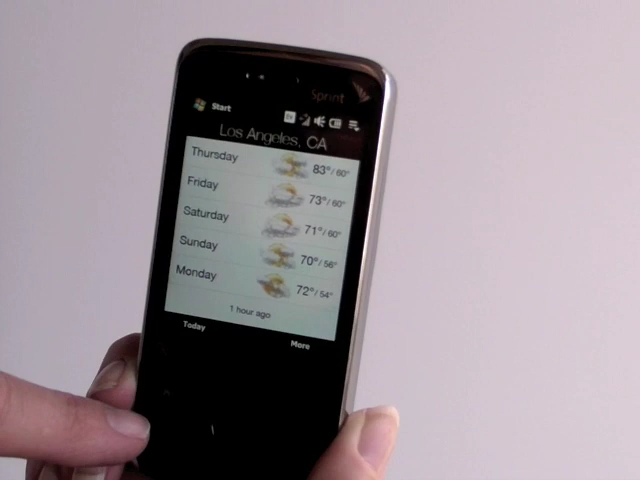 Sprint
Start
Los Angeles, CA
Thursday 83°/60°
Friday 73°/60°
Saturday 71°/60°
Sunday 70°/56°
Monday 72°/54°
1 hour ago
Today More